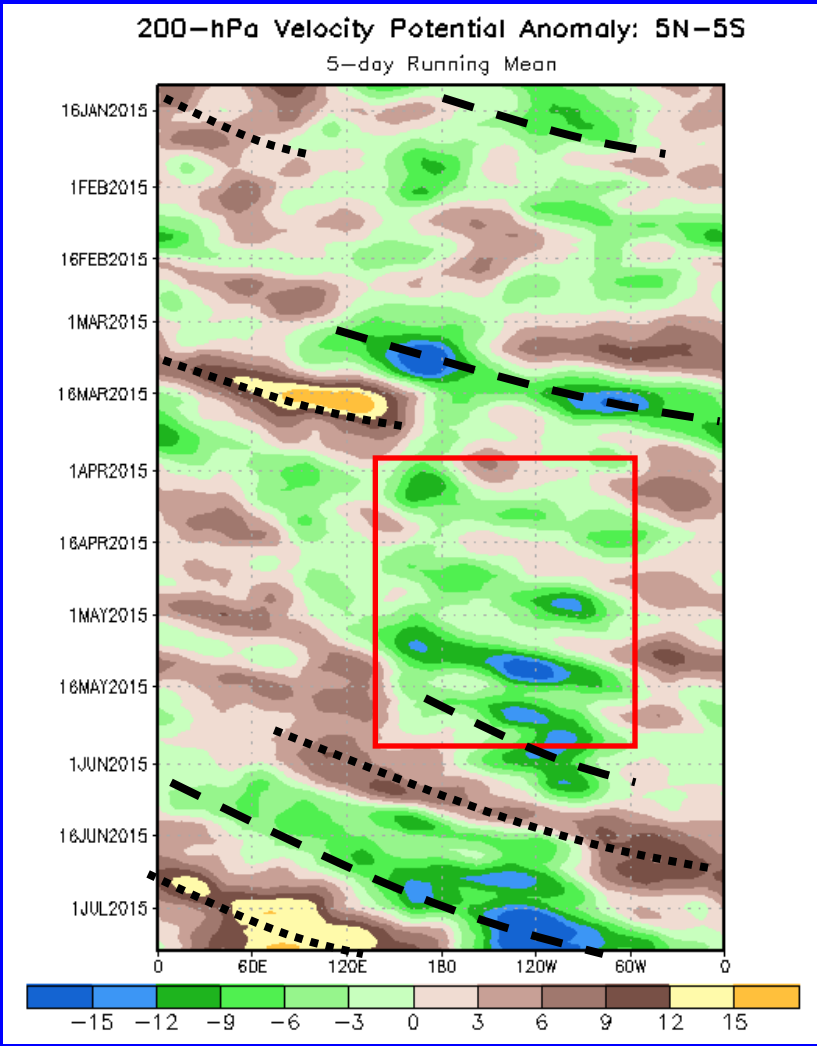 200-hPa Velocity Potential Anomaly: 5N-5S
5-day Running Mean
16JAN2015
1FEB2015
16FEB2015
1MAR2015
16MAR2015
1APR2015
16APR2015
1MAY2015
16MAY2015
1JUN2015
16JUN2015
1JUL2015
0 60E 120E 180 120W 60W 0
-15 -12 -9 -6 -3 0 3 6 9 12 15